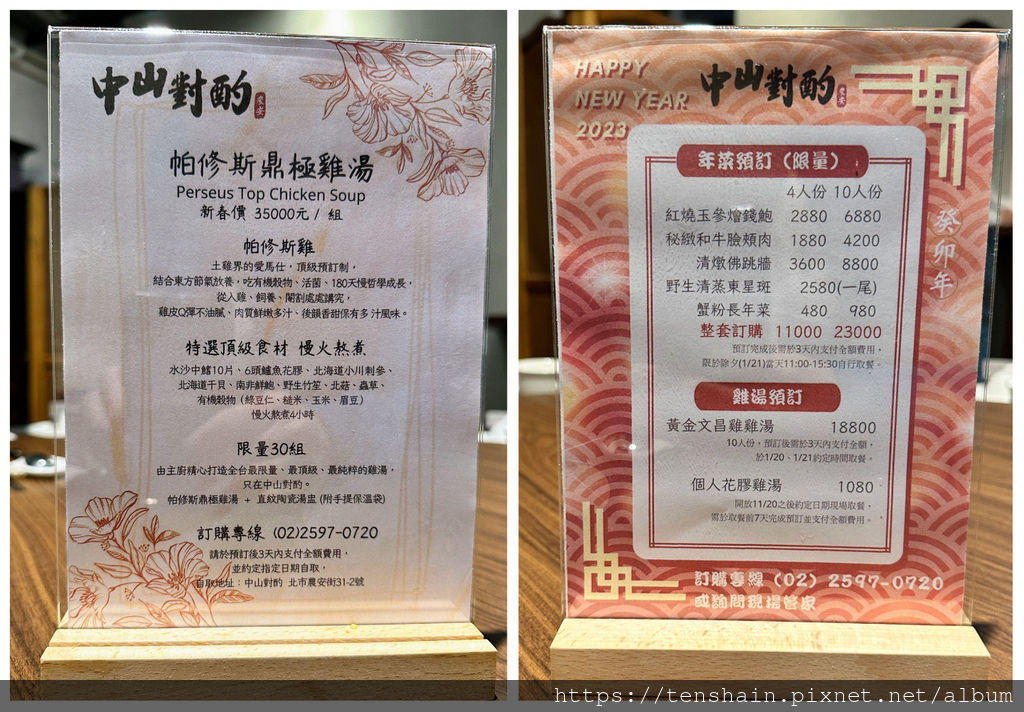 中山對酌
農安
帕修斯鼎極雞湯
Perseus Top Chicken Soup
新春價 35000元 / 組
帕修斯雞
土雞界的愛馬仕，頂級預訂制，
結合東方節氣放養，吃有機穀物、活菌、180天慢哲學成長，
從入雞、飼養、閹割處處講究，
雞皮Q彈不油膩、肉質鮮嫩多汁、後韻香甜保有多汁風味。
特選頂級食材 慢火熬煮
水沙中鰭10片、6頭鱸魚花膠、北海道小川刺參、
北海道干貝、南非鮮鮑、野生竹笙、北菇、蟲草、
有機穀物（綠豆仁、糙米、玉米、眉豆）
慢火熬煮4小時
限量30組
由主廚精心打造全台最限量、最頂級、最純粹的雞湯，
只在中山對酌。
帕修斯鼎極雞湯 + 直紋陶瓷湯盅 (附手提保溫袋)
訂購專線 (02)2597-0720
請於預訂後3天內支付全額費用，
並約定指定日期自取，
自取地址：中山對酌 北市農安街31-2號
HAPPY
NEW YEAR
2023
中山對酌
農安
年菜預訂（限量）
4人份 10人份
紅燒玉參燴錢鮑 2880 6880
秘緻和牛臉頰肉 1880 4200
清燉佛跳牆 3600 8800
野生清蒸東星斑 2580(一尾)
蟹粉長年菜 480 980
整套訂購 11000 23000
預訂完成後需於3天內支付全額費用，
限於除夕(1/21)當天11:00-15:30自行取餐。
雞湯預訂
黃金文昌雞雞湯 18800
10人份，預訂後需於3天內支付全額，
於1/20、1/21約定時間取餐。
個人花膠雞湯 1080
開放11/20之後約定日期現場取餐，
需於取餐前7天完成預訂並支付全額費用。
癸卯年
訂購專線 (02) 2597-0720
或詢問現場管家
https://tenshain.pixnet.net/album